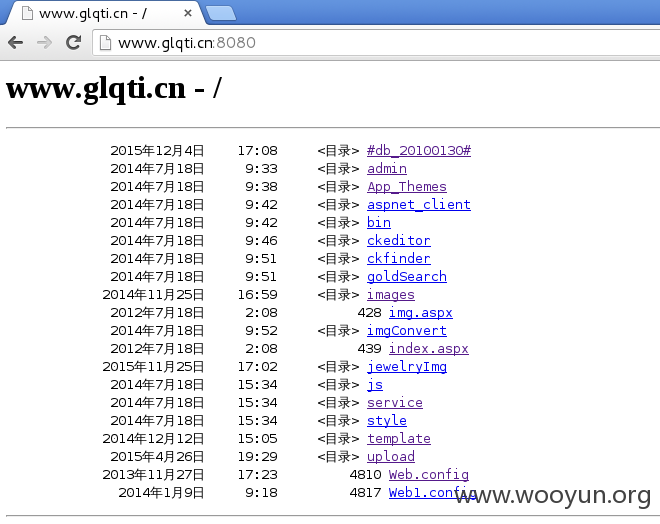 www.glqti.cn - /
www.glqti.cn:8080
www.glqti.cn - /
2015年12月4日 17:08 <目录> #db_20100130#
2014年7月18日 9:33 <目录> admin
2014年7月18日 9:38 <目录> App_Themes
2014年7月18日 9:42 <目录> aspnet_client
2014年7月18日 9:42 <目录> bin
2014年7月18日 9:46 <目录> ckeditor
2014年7月18日 9:51 <目录> ckfinder
2014年7月18日 9:51 <目录> goldSearch
2014年11月25日 16:59 <目录> images
2012年7月18日 2:08 428 img.aspx
2014年7月18日 9:52 <目录> imgConvert
2012年7月18日 2:08 439 index.aspx
2015年11月25日 17:02 <目录> jewelryImg
2014年7月18日 15:34 <目录> js
2014年7月18日 15:34 <目录> service
2014年7月18日 15:34 <目录> style
2014年12月12日 15:05 <目录> template
2015年4月26日 19:29 <目录> upload
2013年11月27日 17:23 4810 Web.config
2014年1月9日 9:18 4817 Web1.config
www.wooyun.org